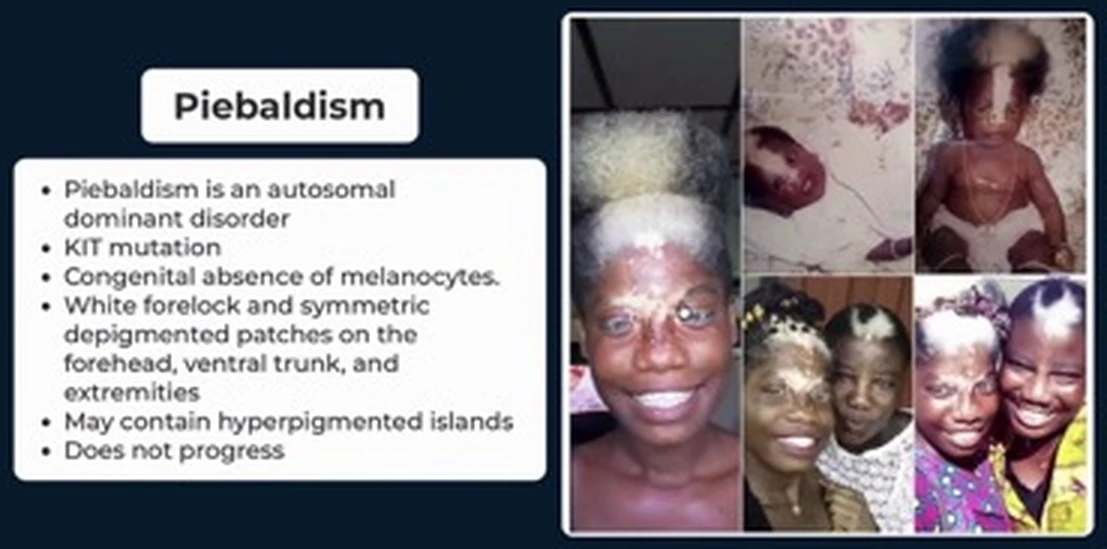 Piebaldism
• Piebaldism is an autosomal
dominant disorder
• KIT mutation
• Congenital absence of melanocytes.
• White forelock and symmetric
depigmented patches on the
forehead, ventral trunk, and
extremities
• May contain hyperpigmented islands
• Does not progress